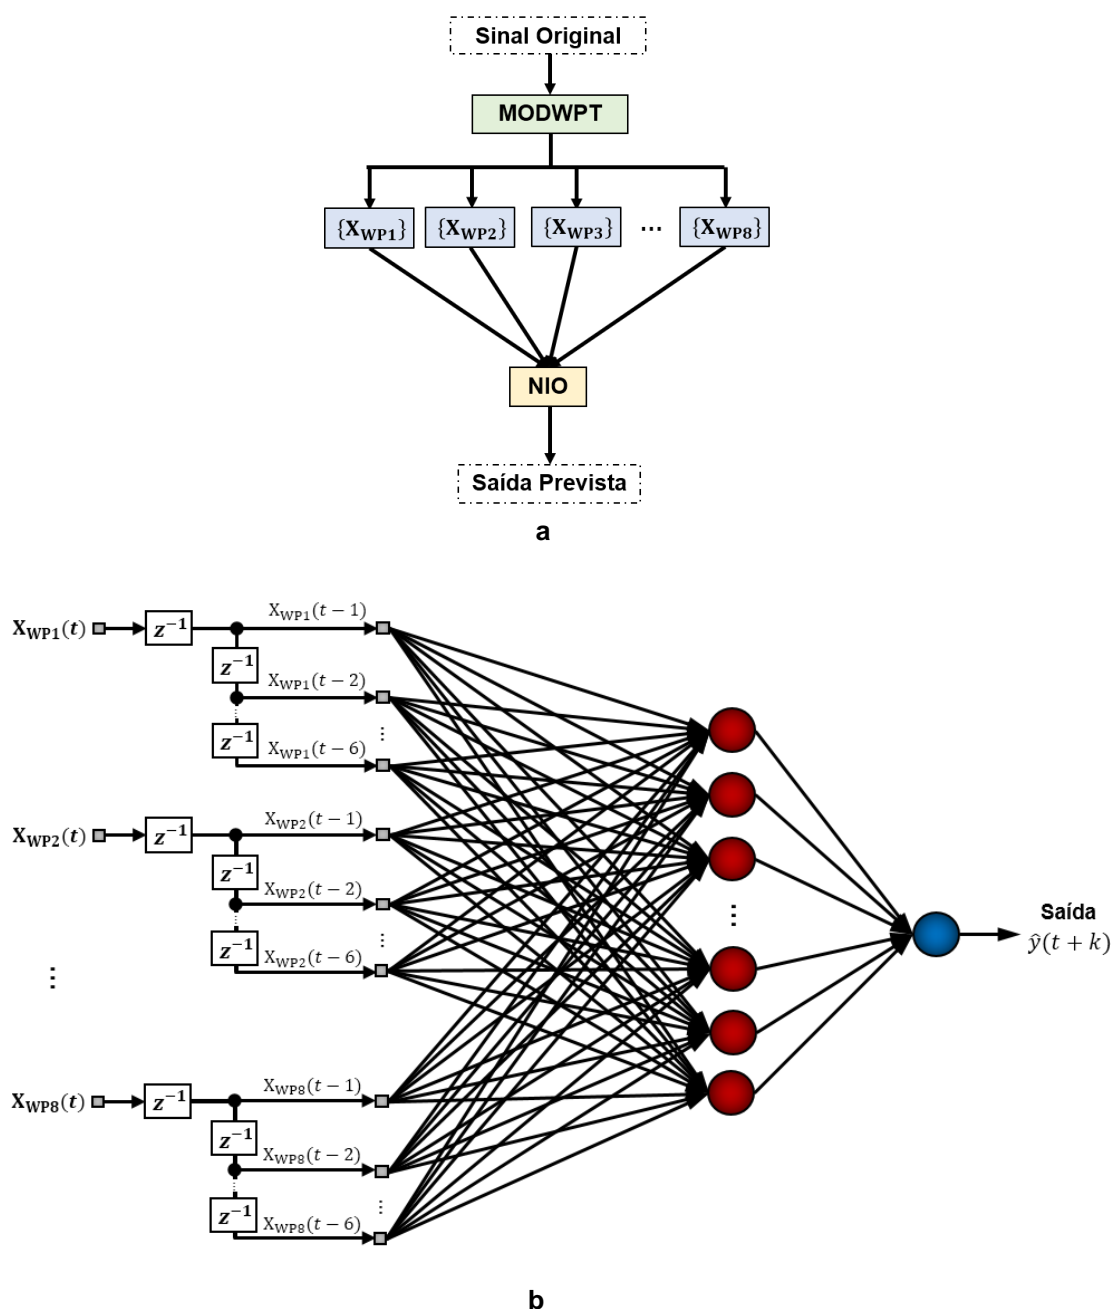 Sinal Original
MODWPT
{X_WP1} {X_WP2} {X_WP3} ... {X_WP8}
NIO
Saída Prevista
a
X_WP1(t) z⁻¹ X_WP1(t − 1)
z⁻¹
X_WP1(t − 2)
⋮
z⁻¹ X_WP1(t − 6)
X_WP2(t) z⁻¹ X_WP2(t − 1)
z⁻¹
X_WP2(t − 2)
⋮
z⁻¹ X_WP2(t − 6)
⋮
X_WP8(t) z⁻¹ X_WP8(t − 1)
z⁻¹
X_WP8(t − 2)
⋮
z⁻¹ X_WP8(t − 6)
⋮
Saída
ŷ(t + k)
b